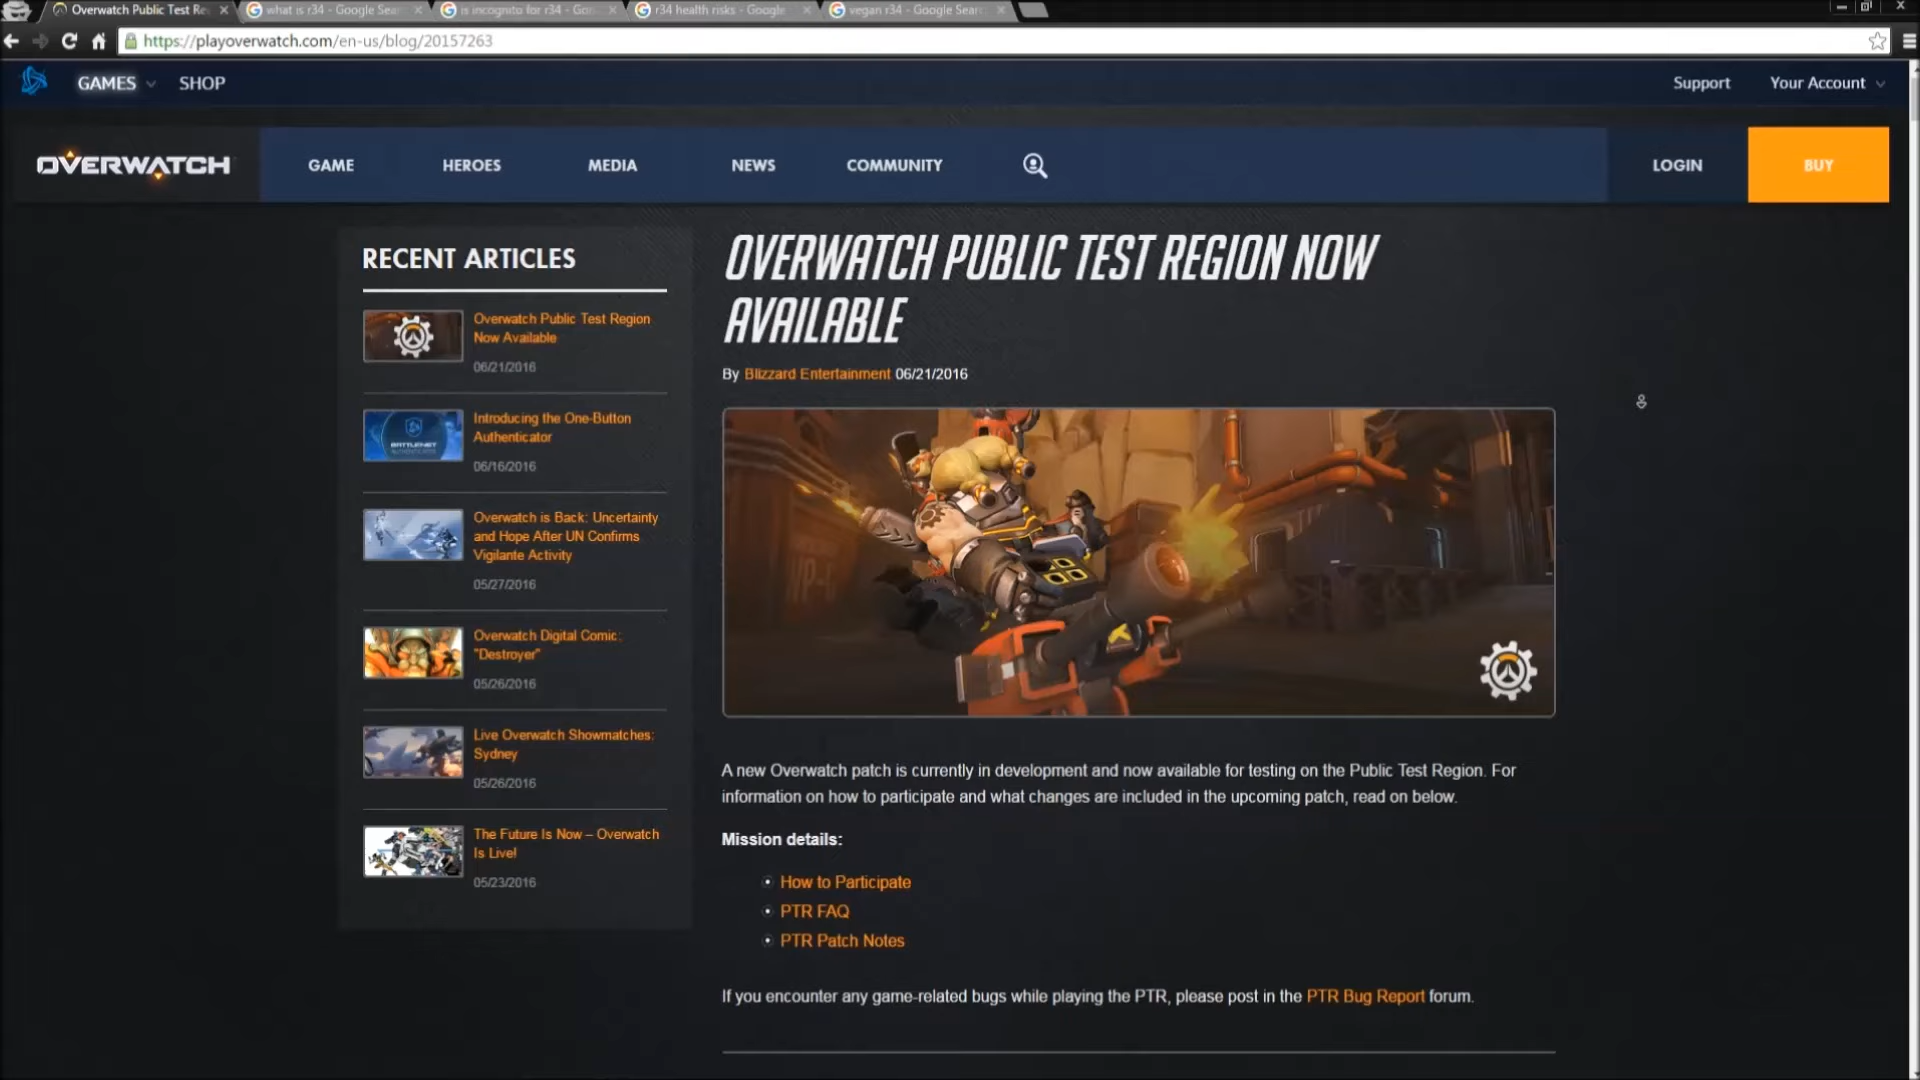 Overwatch Public Test Re
what is r34 - Google Sear
is incognito for r34 - Goo
r34 health risks - Google
vegan r34 - Google Sear
https://playoverwatch.com/en-us/blog/20157263
GAMES
SHOP
Support
Your Account
OVERWATCH
GAME
HEROES
MEDIA
NEWS
COMMUNITY
LOGIN
BUY
RECENT ARTICLES
Overwatch Public Test Region
Now Available
06/21/2016
BATTLE.NET
AUTHENTICATOR
Introducing the One-Button
Authenticator
06/16/2016
Overwatch is Back: Uncertainty
and Hope After UN Confirms
Vigilante Activity
05/27/2016
Overwatch Digital Comic:
"Destroyer"
05/26/2016
Live Overwatch Showmatches:
Sydney
05/26/2016
The Future Is Now – Overwatch
Is Live!
05/23/2016
OVERWATCH PUBLIC TEST REGION NOW
AVAILABLE
By Blizzard Entertainment 06/21/2016
A new Overwatch patch is currently in development and now available for testing on the Public Test Region. For
information on how to participate and what changes are included in the upcoming patch, read on below.
Mission details:
• How to Participate
• PTR FAQ
• PTR Patch Notes
If you encounter any game-related bugs while playing the PTR, please post in the PTR Bug Report forum.